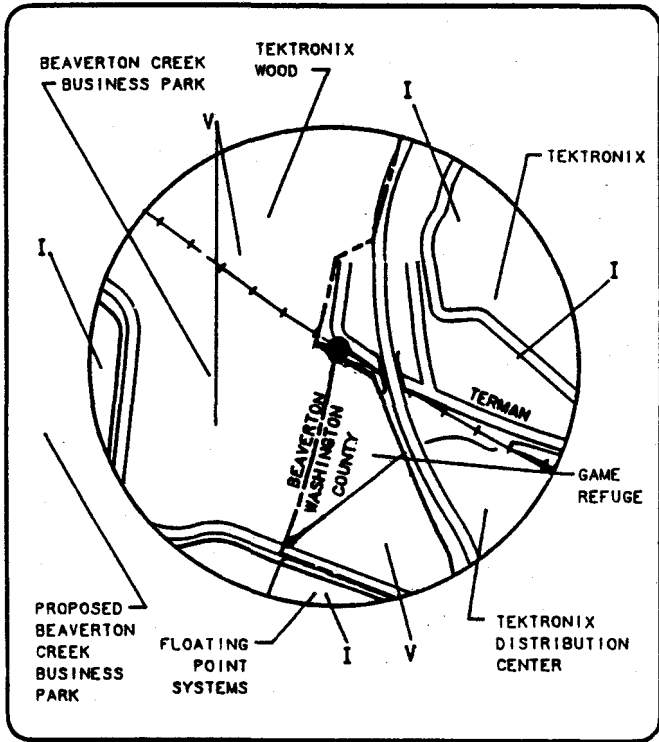 TEKTRONIX
WOOD
BEAVERTON CREEK
BUSINESS PARK
I
V
TEKTRONIX
I
I
TERMAN
BEAVERTON
WASHINGTON
COUNTY
GAME
REFUGE
PROPOSED
BEAVERTON
CREEK
BUSINESS
PARK
FLOATING
POINT
SYSTEMS
I
V
TEKTRONIX
DISTRIBUTION
CENTER